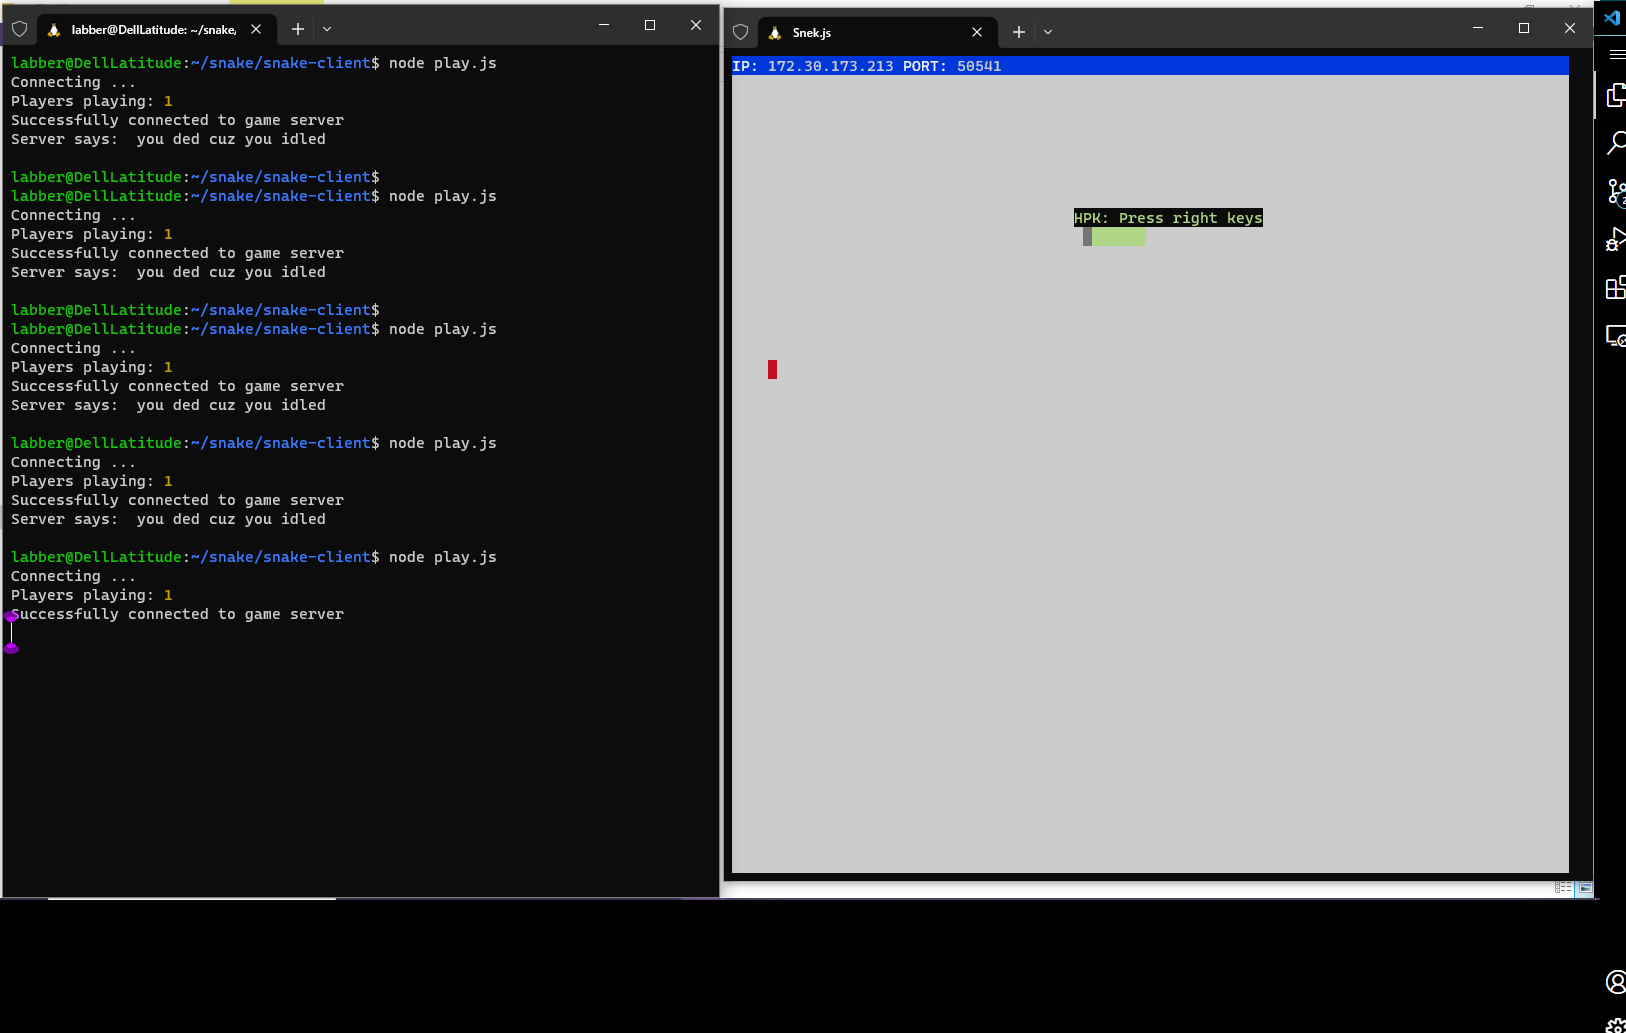 labber@DellLatitude: ~/snake/
labber@DellLatitude:~/snake/snake-client$ node play.js
Connecting ...
Players playing: 1
Successfully connected to game server
Server says:  you ded cuz you idled
labber@DellLatitude:~/snake/snake-client$
labber@DellLatitude:~/snake/snake-client$ node play.js
Connecting ...
Players playing: 1
Successfully connected to game server
Server says:  you ded cuz you idled
labber@DellLatitude:~/snake/snake-client$
labber@DellLatitude:~/snake/snake-client$ node play.js
Connecting ...
Players playing: 1
Successfully connected to game server
Server says:  you ded cuz you idled
labber@DellLatitude:~/snake/snake-client$ node play.js
Connecting ...
Players playing: 1
Successfully connected to game server
Server says:  you ded cuz you idled
labber@DellLatitude:~/snake/snake-client$ node play.js
Connecting ...
Players playing: 1
Successfully connected to game server
Snek.js
IP: 172.30.173.213 PORT: 50541
HPK: Press right keys